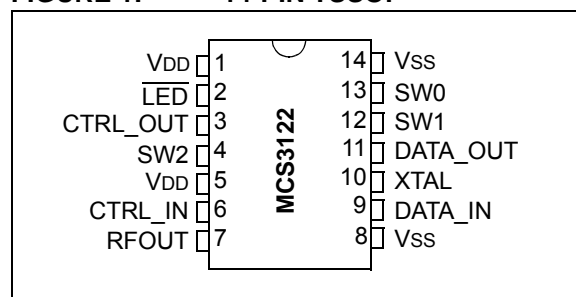 FIGURE 14-PIN TSSOP
VDD 1 14 VSS
LED 2 13 SW0
CTRL_OUT 3 12 SW1
SW2 4 11 DATA_OUT
VDD 5 10 XTAL
CTRL_IN 6 9 DATA_IN
RFOUT 7 8 VSS
MCS3122